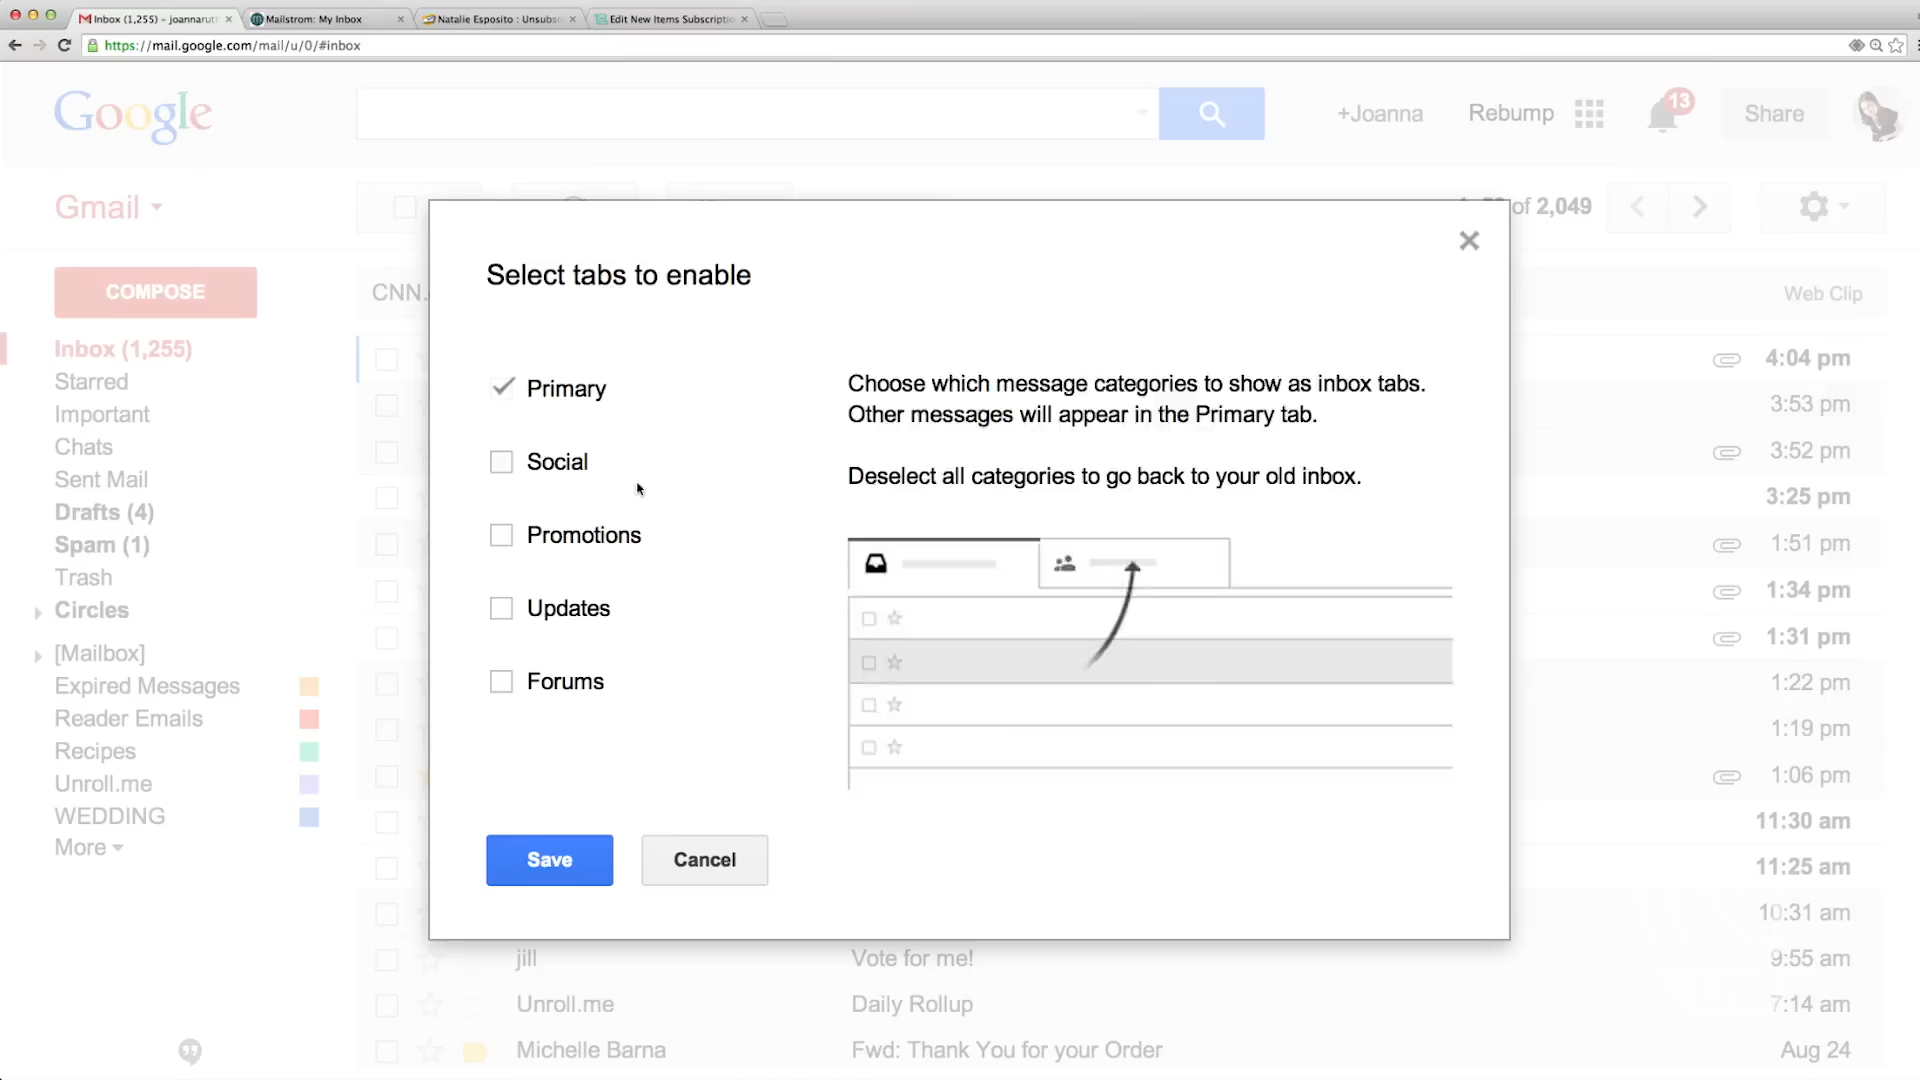 Inbox (1,255) - joannarut
Mailstrom: My Inbox
Natalie Esposito : Unsubs
Edit New Items Subscriptio
https://mail.google.com/mail/u/0/#inbox
Google
+Joanna
Rebump
13
Share
Gmail
of 2,049
COMPOSE
CNN.
Web Clip
Inbox (1,255)
Starred
Important
Chats
Sent Mail
Drafts (4)
Spam (1)
Trash
Circles
[Mailbox]
Expired Messages
Reader Emails
Recipes
Unroll.me
WEDDING
More
Select tabs to enable
Primary
Social
Promotions
Updates
Forums
Choose which message categories to show as inbox tabs.
Other messages will appear in the Primary tab.
Deselect all categories to go back to your old inbox.
Save
Cancel
4:04 pm
3:53 pm
3:52 pm
3:25 pm
1:51 pm
1:34 pm
1:31 pm
1:22 pm
1:19 pm
1:06 pm
11:30 am
11:25 am
10:31 am
jill Vote for me! 9:55 am
Unroll.me Daily Rollup 7:14 am
Michelle Barna Fwd: Thank You for your Order Aug 24